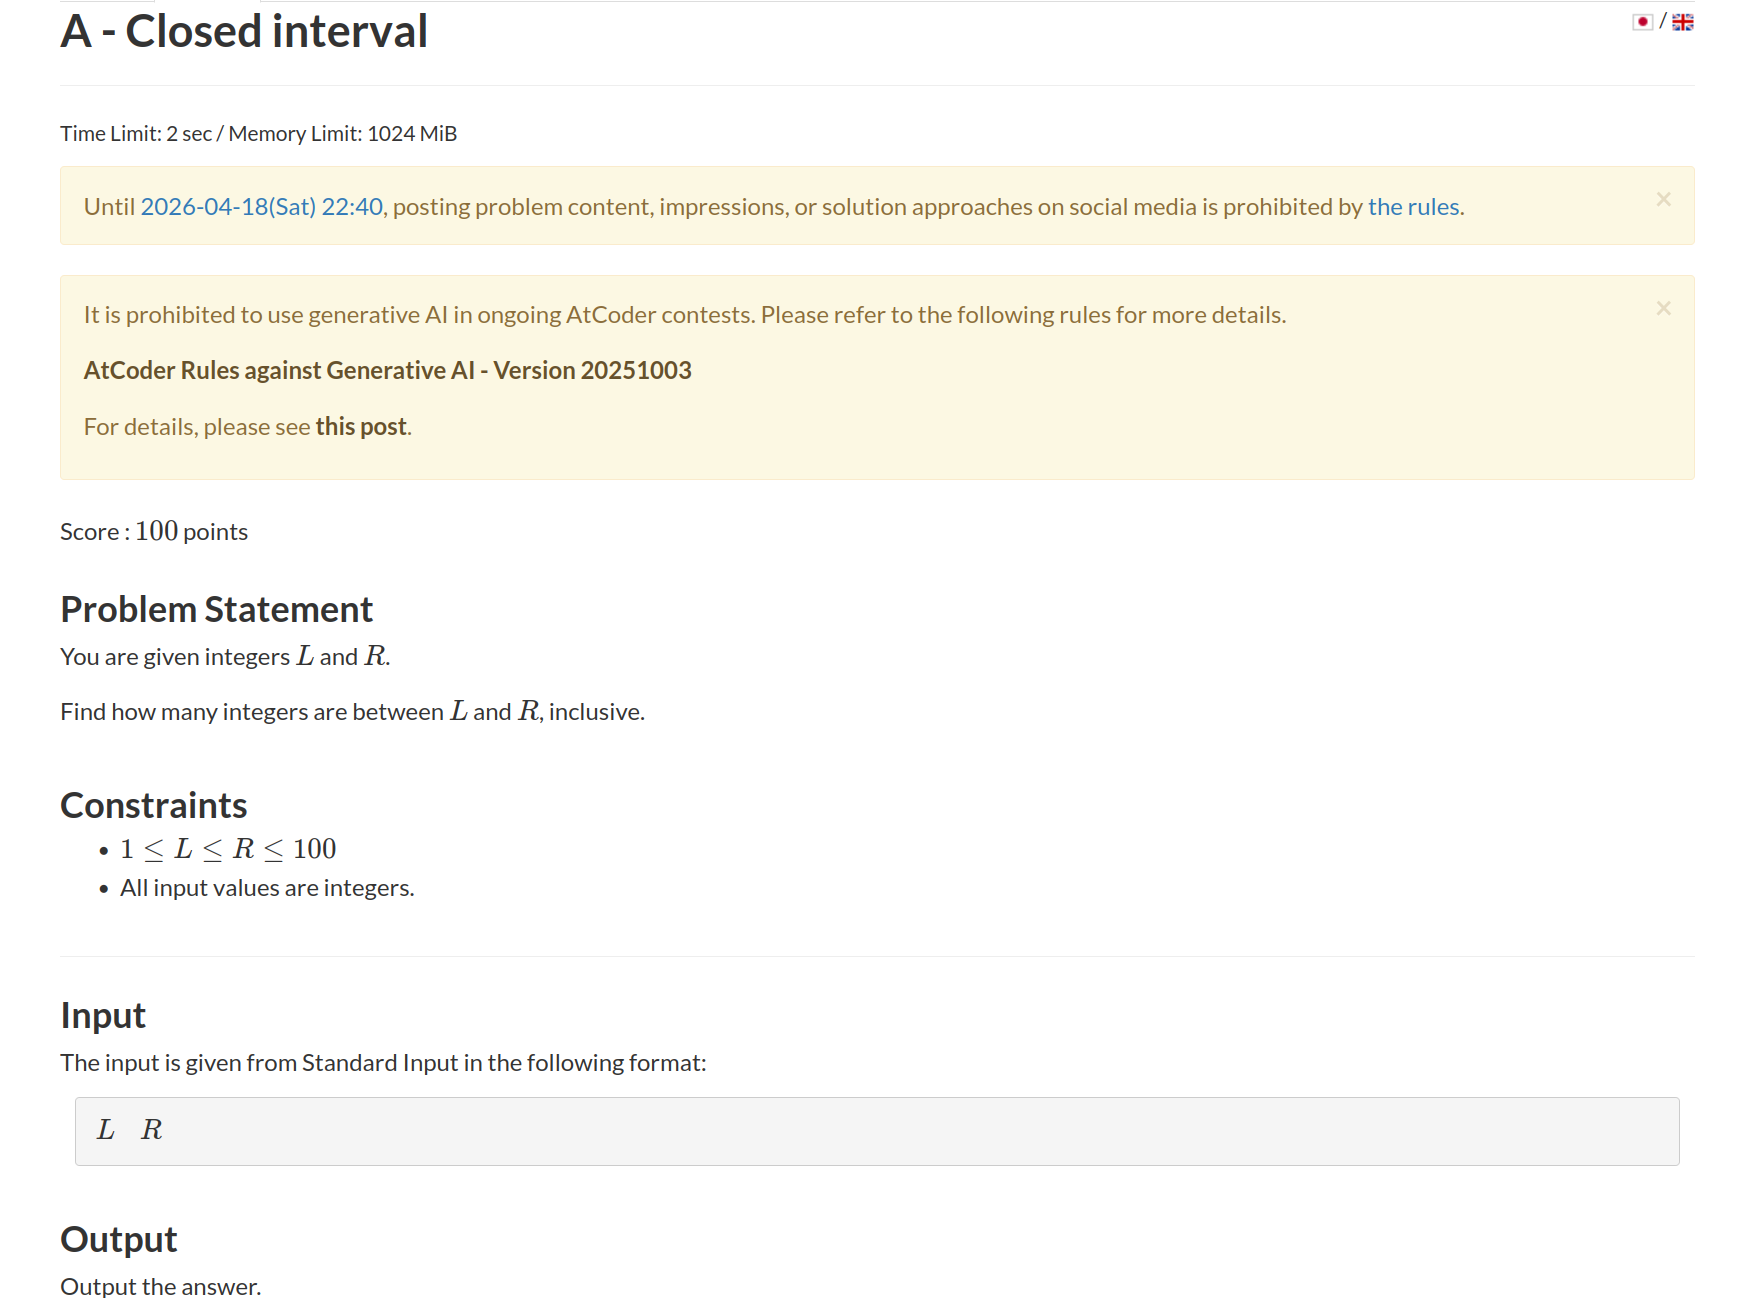 A - Closed interval
/
Time Limit: 2 sec / Memory Limit: 1024 MiB
Until 2026-04-18(Sat) 22:40, posting problem content, impressions, or solution approaches on social media is prohibited by the rules.
×
It is prohibited to use generative AI in ongoing AtCoder contests. Please refer to the following rules for more details.
×
AtCoder Rules against Generative AI - Version 20251003
For details, please see this post.
Score : 100 points
Problem Statement
You are given integers L and R.
Find how many integers are between L and R, inclusive.
Constraints
• 1 ≤ L ≤ R ≤ 100
• All input values are integers.
Input
The input is given from Standard Input in the following format:
L R
Output
Output the answer.